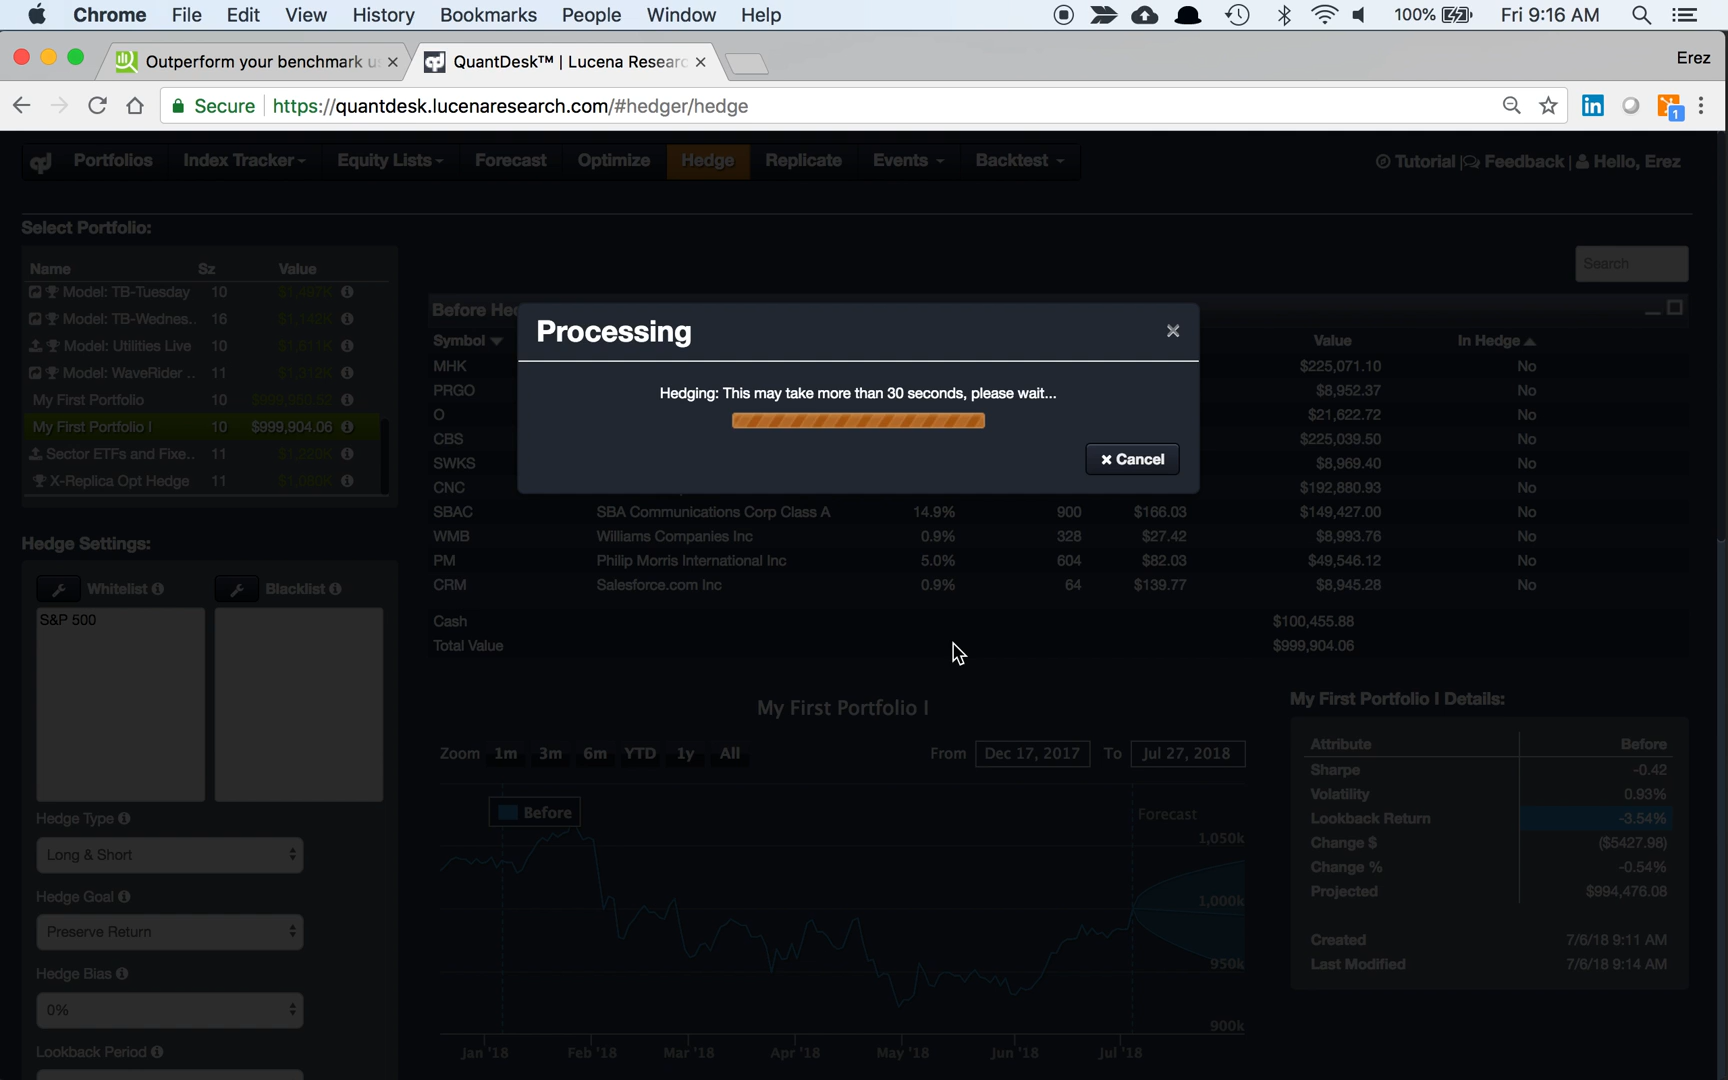 Chrome File Edit View History Bookmarks People Window Help 100% Fri 9:16 AM
Outperform your benchmark u × QuantDesk™ | Lucena Researc × Erez
Secure https://quantdesk.lucenaresearch.com/#hedger/hedge 1
qd Portfolios Index Tracker Equity Lists Forecast Optimize Hedge Replicate Events Backtest Tutorial | Feedback | Hello, Erez
Select Portfolio:
Search
Name Sz Value
Model: TB-Tuesday 10
Model: TB-Wednes.. 16
Model: Utilities Live 10
Model: WaveRider .. 11
My First Portfolio 10
My First Portfolio I 10 $999,904.06
Sector ETFs and Fixe.. 11
X-Replica Opt Hedge 11
Before He
Processing ×
Hedging: This may take more than 30 seconds, please wait...
Cancel
Symbol Value In Hedge
MHK $225,071.10 No
PRGO $8,952.37 No
O $21,622.72 No
CBS $225,039.50 No
SWKS $8,969.40 No
CNC $192,880.93 No
SBAC SBA Communications Corp Class A 14.9% 900 $166.03 $149,427.00 No
WMB Williams Companies Inc 0.9% 328 $27.42 $8,993.76 No
PM Philip Morris International Inc 5.0% 604 $82.03 $49,546.12 No
CRM Salesforce.com Inc 0.9% 64 $139.77 $8,945.28 No
Cash $100,455.88
Total Value $999,904.06
Hedge Settings:
Whitelist Blacklist
S&P 500
Hedge Type
Long & Short
Hedge Goal
Preserve Return
Hedge Bias
0%
Lookback Period
My First Portfolio I
Zoom 1m 3m 6m YTD 1y All From Dec 17, 2017 To Jul 27, 2018
Before
Forecast
1,050k
1,000k
950k
900k
Jan '18 Feb '18 Mar '18 Apr '18 May '18 Jun '18 Jul '18
My First Portfolio I Details:
Attribute Before
Sharpe -0.42
Volatility 0.93%
Lookback Return -3.54%
Change $ ($5427.98)
Change % -0.54%
Projected $994,476.08
Created 7/6/18 9:11 AM
Last Modified 7/6/18 9:14 AM